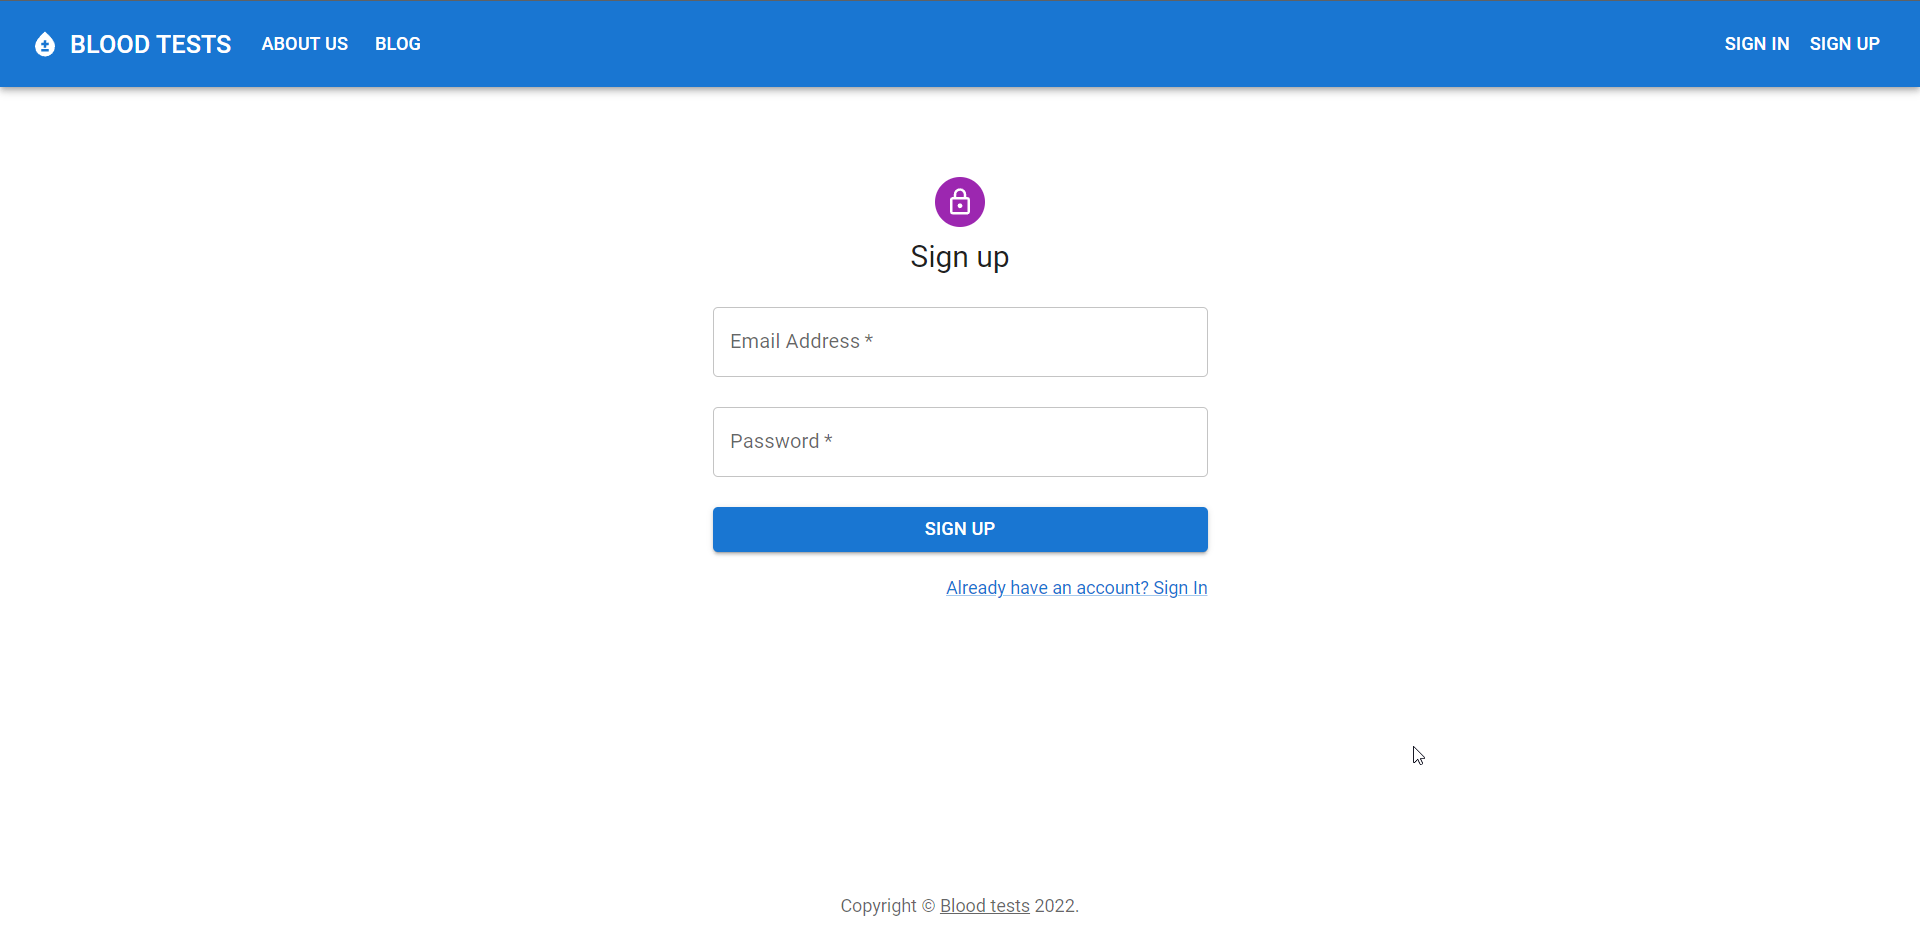 BLOOD TESTS ABOUT US BLOG SIGN IN SIGN UP
Sign up
Email Address *
Password *
SIGN UP
Already have an account? Sign In
Copyright © Blood tests 2022.